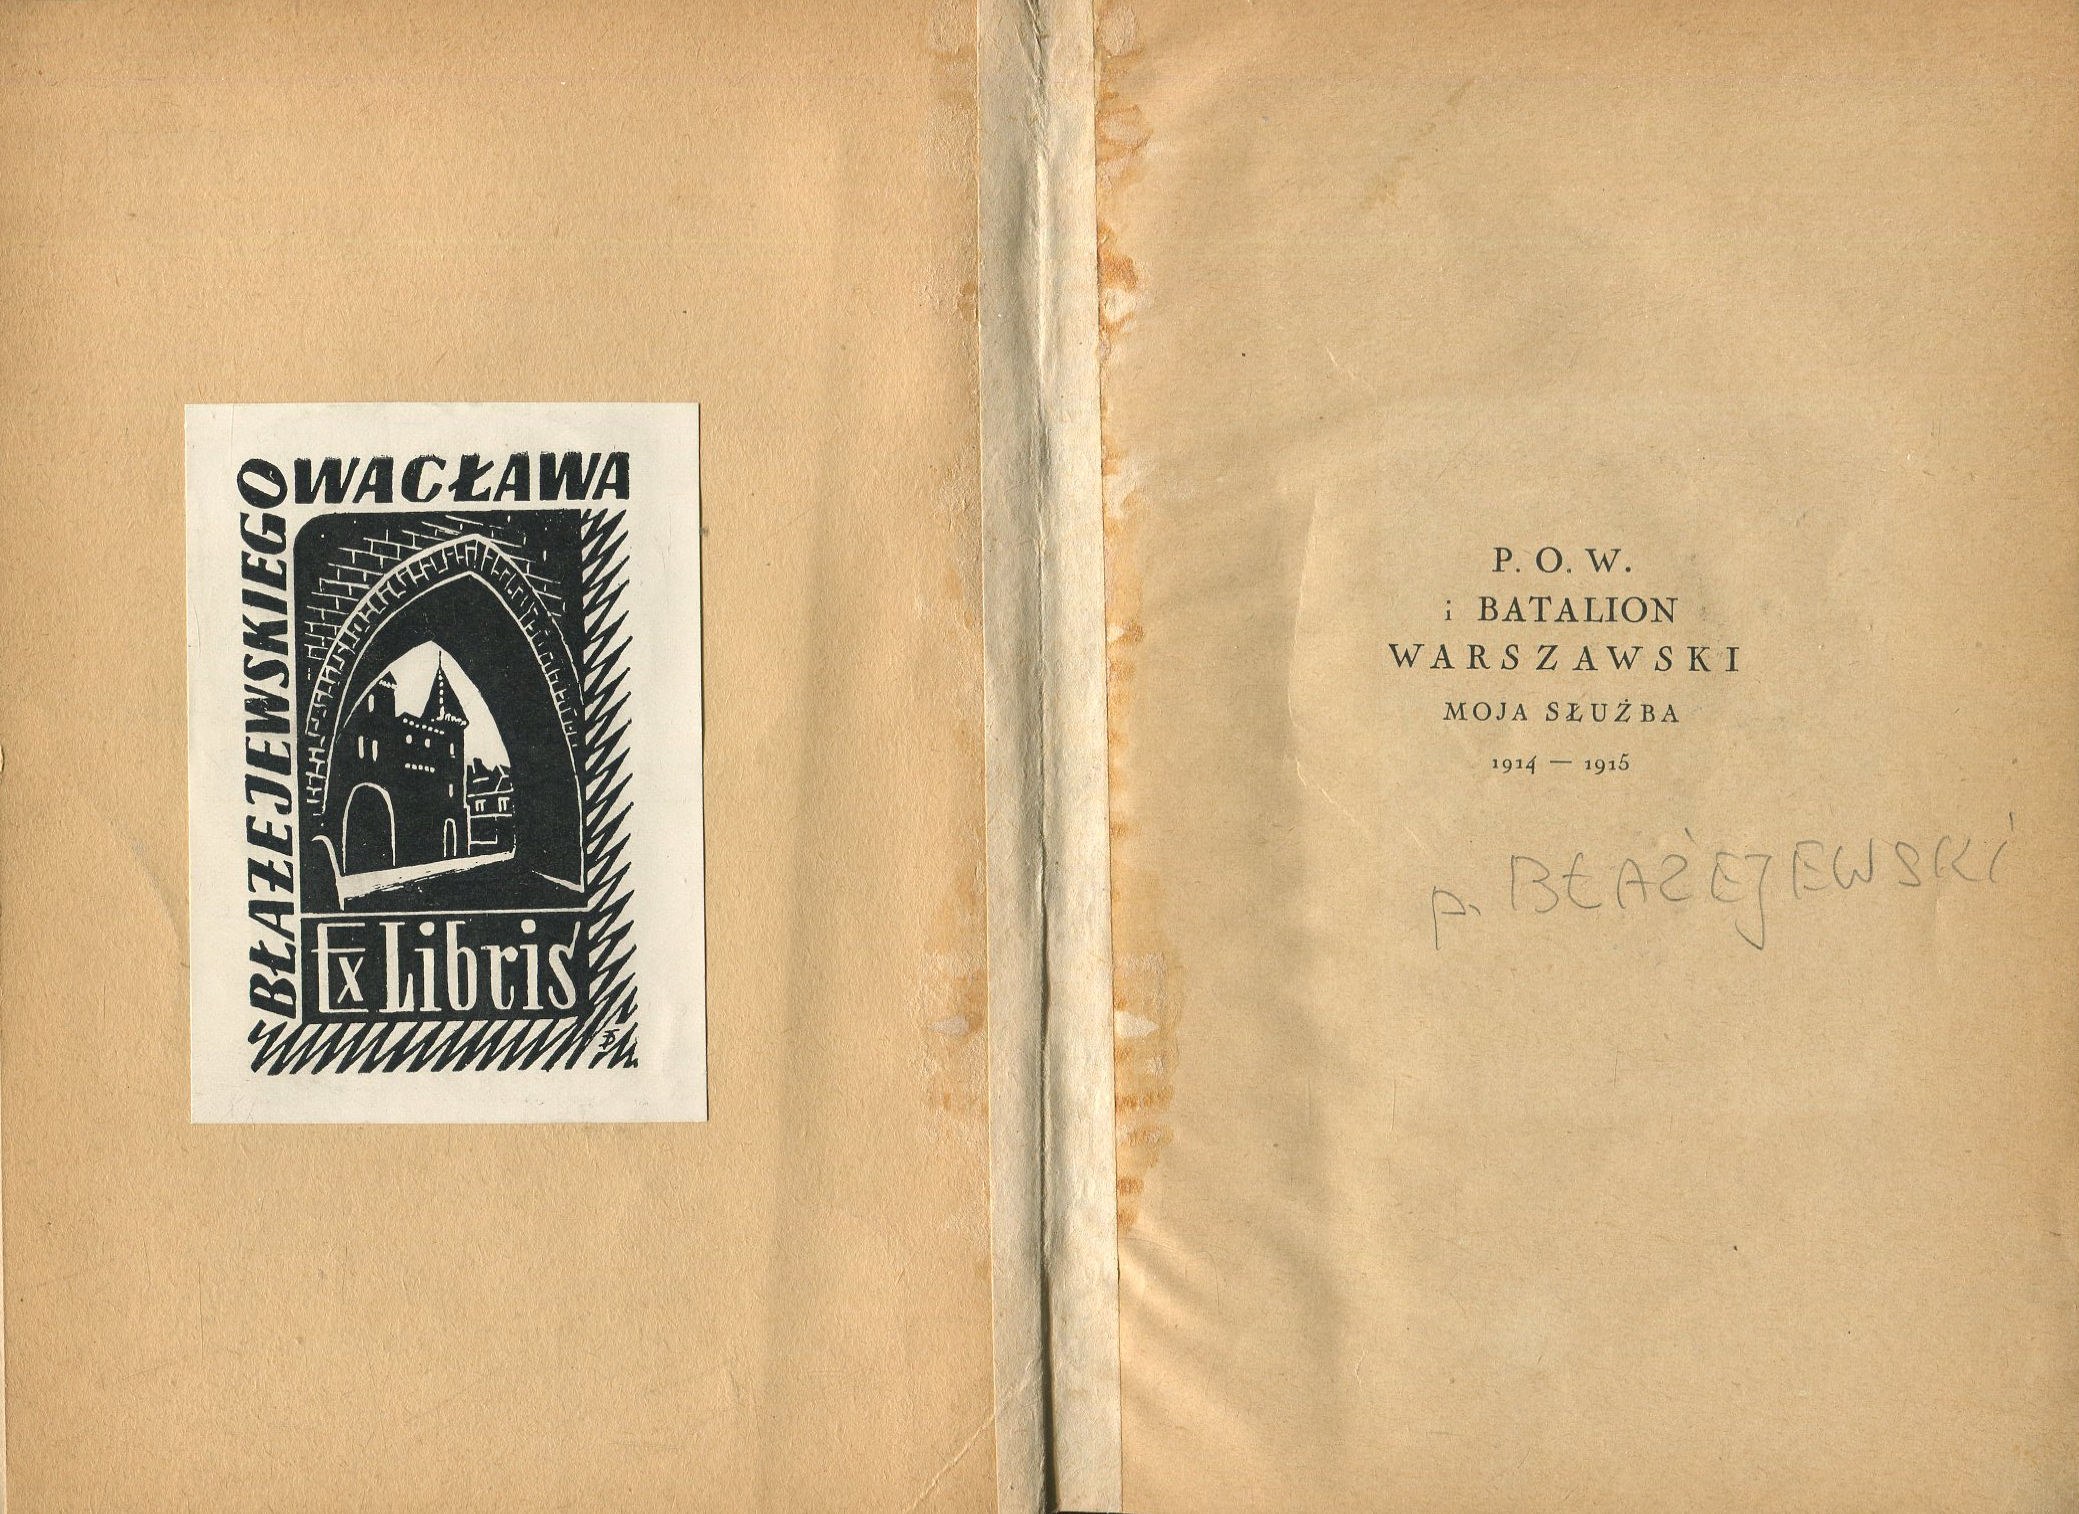 BŁAŻEJEWSKIEGO WACŁAWA
Ex Libris
P. O. W.
i BATALION
WARSZAWSKI
MOJA SŁUŻBA
1914 — 1915
p. BŁAŻEJEWSKI